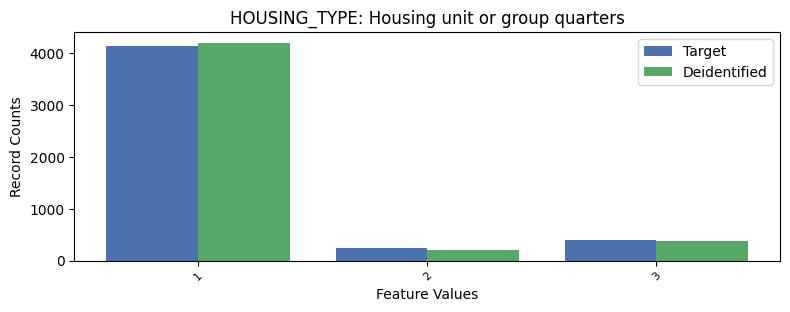 HOUSING_TYPE: Housing unit or group quarters
Target
Deidentified
Record Counts
4000
3000
2000
1000
0
1
2
3
Feature Values